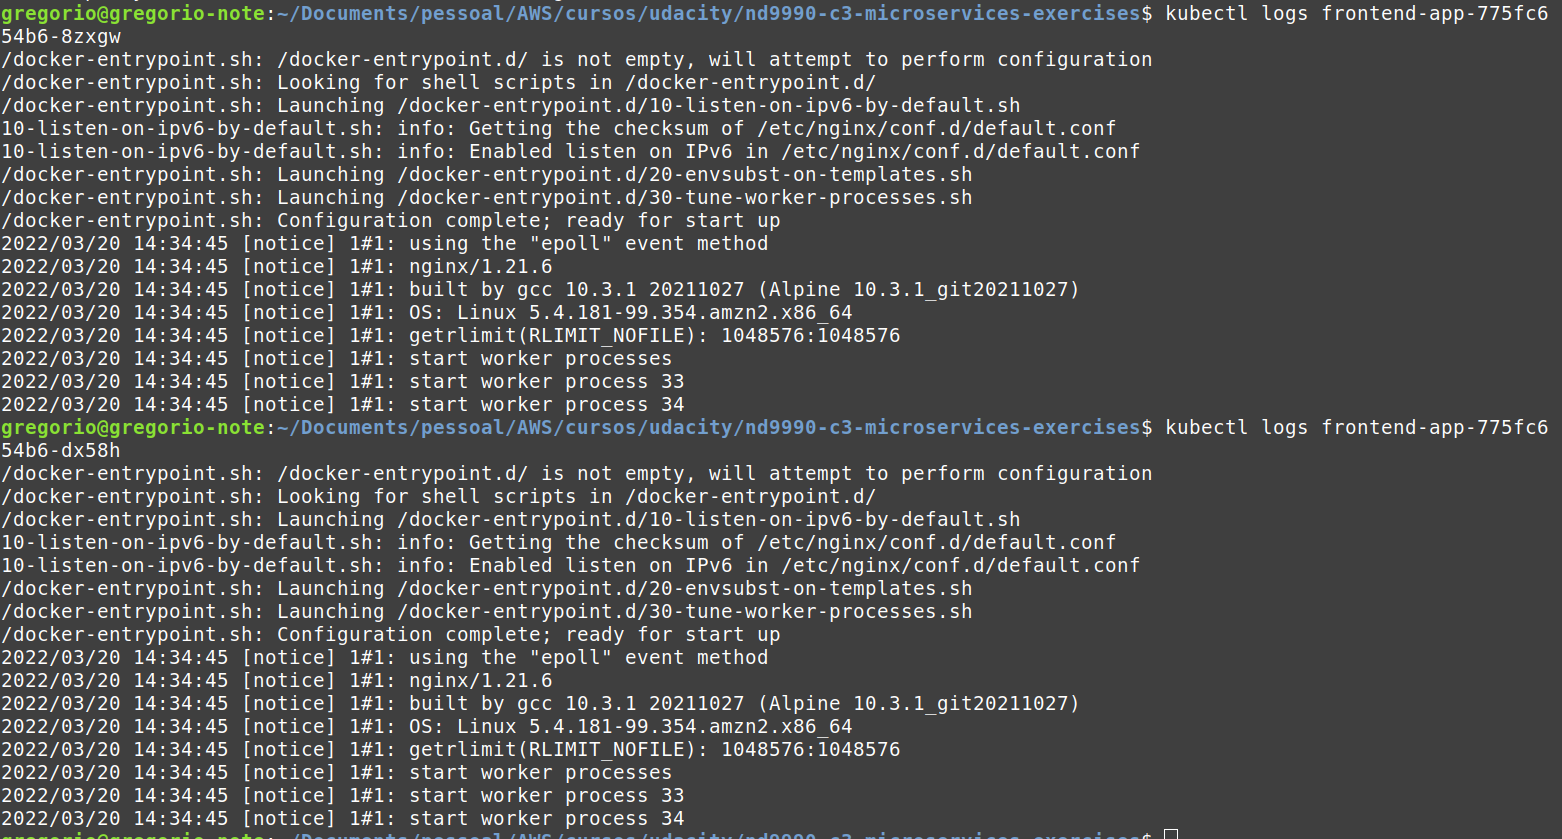 gregorio@gregorio-note:~/Documents/pessoal/AWS/cursos/udacity/nd9990-c3-microservices-exercises$ kubectl logs frontend-app-775fc6
54b6-8zxgw
/docker-entrypoint.sh: /docker-entrypoint.d/ is not empty, will attempt to perform configuration
/docker-entrypoint.sh: Looking for shell scripts in /docker-entrypoint.d/
/docker-entrypoint.sh: Launching /docker-entrypoint.d/10-listen-on-ipv6-by-default.sh
10-listen-on-ipv6-by-default.sh: info: Getting the checksum of /etc/nginx/conf.d/default.conf
10-listen-on-ipv6-by-default.sh: info: Enabled listen on IPv6 in /etc/nginx/conf.d/default.conf
/docker-entrypoint.sh: Launching /docker-entrypoint.d/20-envsubst-on-templates.sh
/docker-entrypoint.sh: Launching /docker-entrypoint.d/30-tune-worker-processes.sh
/docker-entrypoint.sh: Configuration complete; ready for start up
2022/03/20 14:34:45 [notice] 1#1: using the "epoll" event method
2022/03/20 14:34:45 [notice] 1#1: nginx/1.21.6
2022/03/20 14:34:45 [notice] 1#1: built by gcc 10.3.1 20211027 (Alpine 10.3.1_git20211027)
2022/03/20 14:34:45 [notice] 1#1: OS: Linux 5.4.181-99.354.amzn2.x86_64
2022/03/20 14:34:45 [notice] 1#1: getrlimit(RLIMIT_NOFILE): 1048576:1048576
2022/03/20 14:34:45 [notice] 1#1: start worker processes
2022/03/20 14:34:45 [notice] 1#1: start worker process 33
2022/03/20 14:34:45 [notice] 1#1: start worker process 34
gregorio@gregorio-note:~/Documents/pessoal/AWS/cursos/udacity/nd9990-c3-microservices-exercises$ kubectl logs frontend-app-775fc6
54b6-dx58h
/docker-entrypoint.sh: /docker-entrypoint.d/ is not empty, will attempt to perform configuration
/docker-entrypoint.sh: Looking for shell scripts in /docker-entrypoint.d/
/docker-entrypoint.sh: Launching /docker-entrypoint.d/10-listen-on-ipv6-by-default.sh
10-listen-on-ipv6-by-default.sh: info: Getting the checksum of /etc/nginx/conf.d/default.conf
10-listen-on-ipv6-by-default.sh: info: Enabled listen on IPv6 in /etc/nginx/conf.d/default.conf
/docker-entrypoint.sh: Launching /docker-entrypoint.d/20-envsubst-on-templates.sh
/docker-entrypoint.sh: Launching /docker-entrypoint.d/30-tune-worker-processes.sh
/docker-entrypoint.sh: Configuration complete; ready for start up
2022/03/20 14:34:45 [notice] 1#1: using the "epoll" event method
2022/03/20 14:34:45 [notice] 1#1: nginx/1.21.6
2022/03/20 14:34:45 [notice] 1#1: built by gcc 10.3.1 20211027 (Alpine 10.3.1_git20211027)
2022/03/20 14:34:45 [notice] 1#1: OS: Linux 5.4.181-99.354.amzn2.x86_64
2022/03/20 14:34:45 [notice] 1#1: getrlimit(RLIMIT_NOFILE): 1048576:1048576
2022/03/20 14:34:45 [notice] 1#1: start worker processes
2022/03/20 14:34:45 [notice] 1#1: start worker process 33
2022/03/20 14:34:45 [notice] 1#1: start worker process 34
gregorio@gregorio-note:~/Documents/pessoal/AWS/cursos/udacity/nd9990-c3-microservices-exercises$